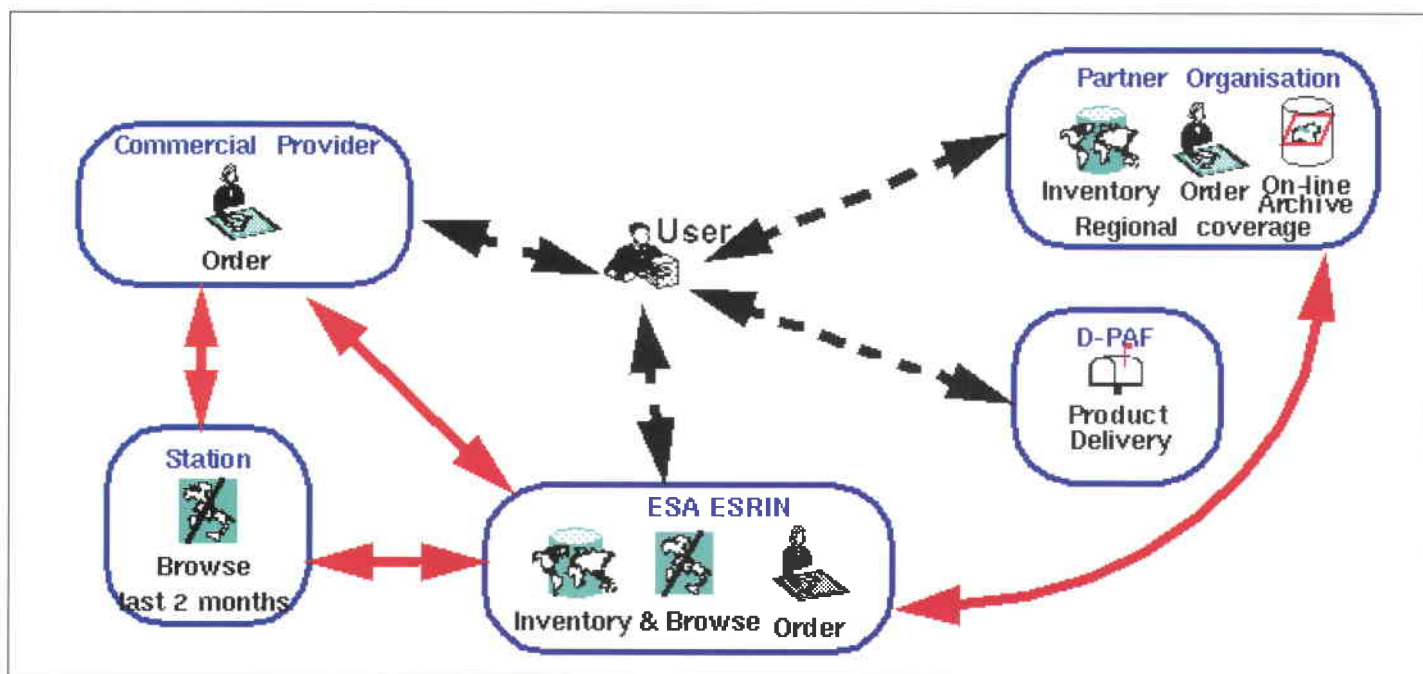 Partner Organisation
Inventory Order On-line Archive
Regional coverage
Commercial Provider
Order
User
D-PAF
Product
Delivery
Station
Browse
last 2 months
ESA ESRIN
Inventory & Browse Order